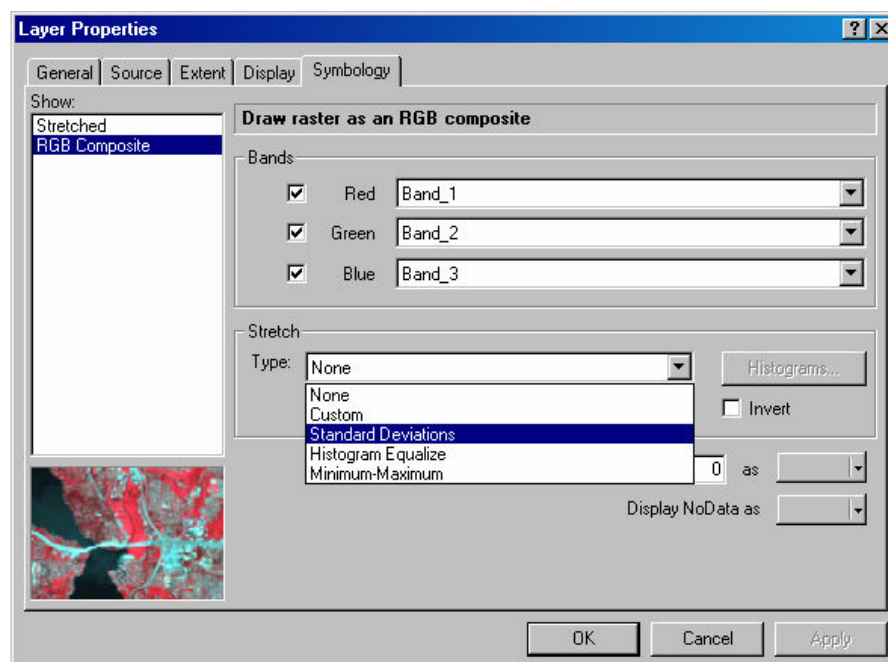 Layer Properties
? X
General Source Extent Display Symbology
Show:
Stretched
RGB Composite
Draw raster as an RGB composite
Bands
Red Band_1
Green Band_2
Blue Band_3
Stretch
Type: None
Histograms...
None
Custom
Standard Deviations
Histogram Equalize
Minimum-Maximum
Invert
0 as
Display NoData as
OK Cancel Apply